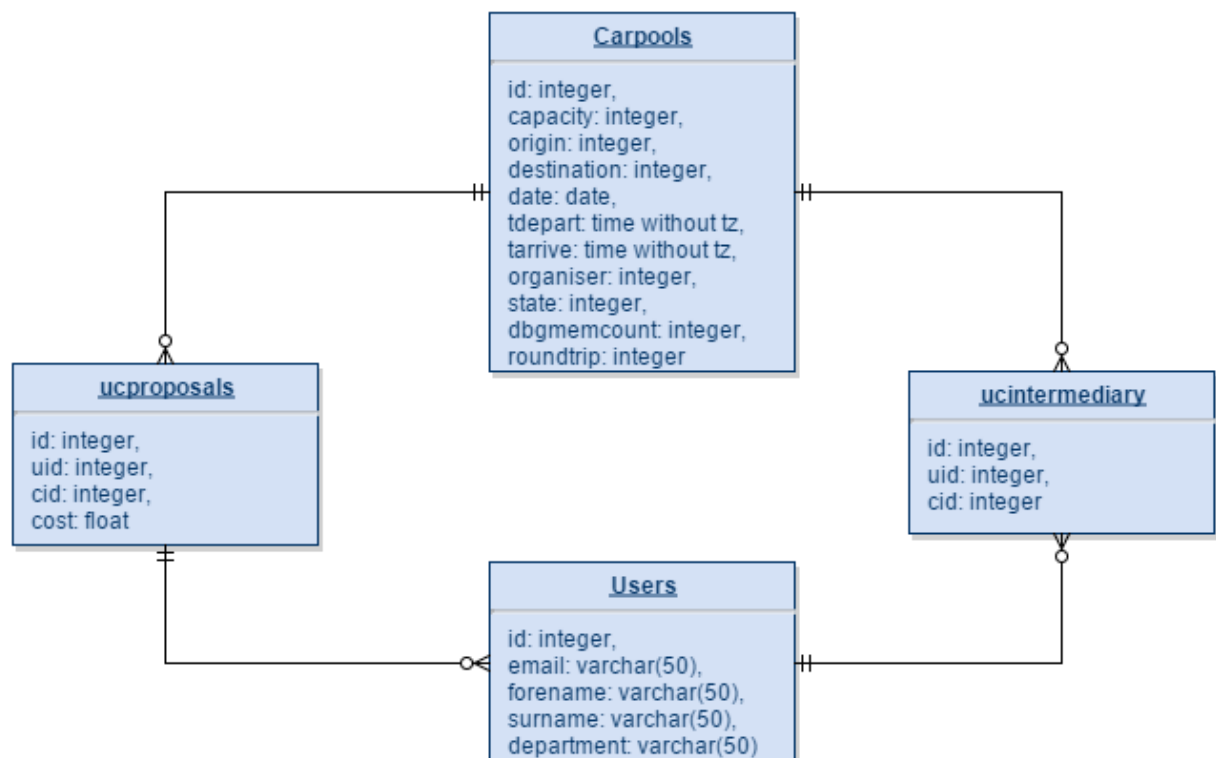 Carpools
id: integer,
capacity: integer,
origin: integer,
destination: integer,
date: date,
tdepart: time without tz,
tarrive: time without tz,
organiser: integer,
state: integer,
dbgmemcount: integer,
roundtrip: integer
ucproposals
id: integer,
uid: integer,
cid: integer,
cost: float
ucintermediary
id: integer,
uid: integer,
cid: integer
Users
id: integer,
email: varchar(50),
forename: varchar(50),
surname: varchar(50),
department: varchar(50)